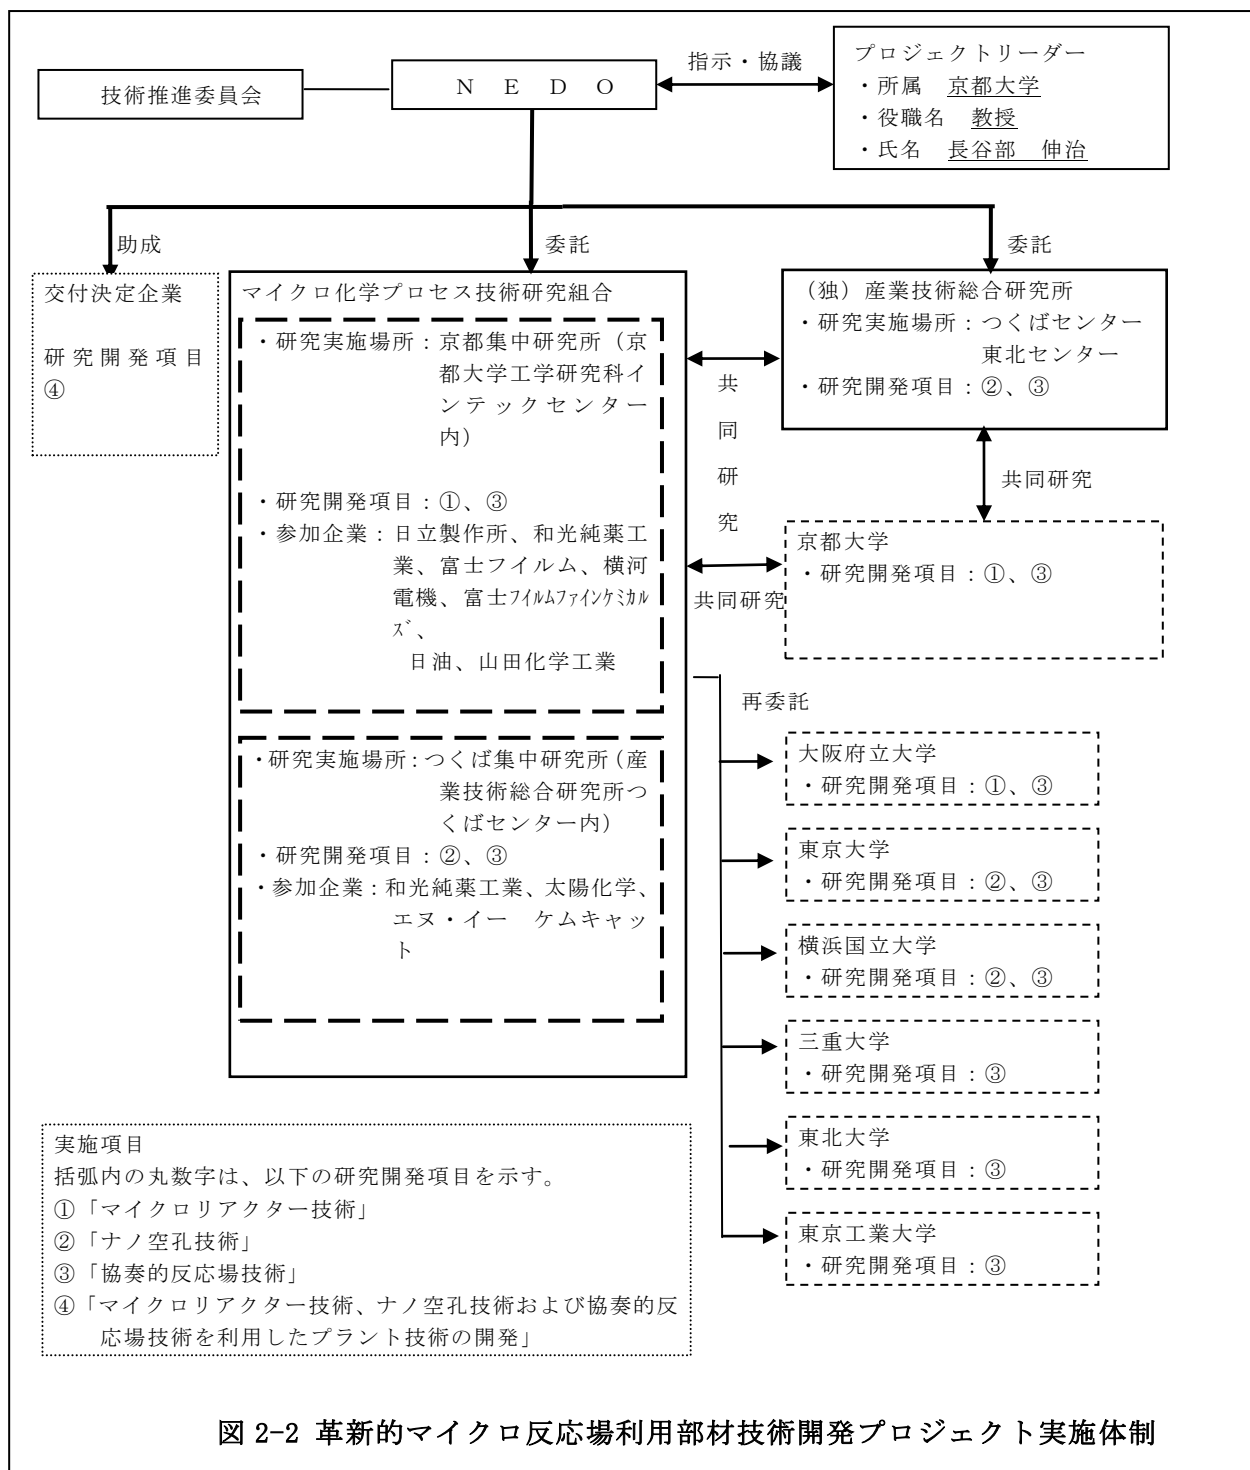 技術推進委員会
ＮＥＤＯ
指示・協議
プロジェクトリーダー
・所属　京都大学
・役職名　教授
・氏名　長谷部　伸治
助成
委託
委託
交付決定企業
研究開発項目
④
マイクロ化学プロセス技術研究組合
・研究実施場所：京都集中研究所（京
都大学工学研究科イ
ンテックセンター
内）
・研究開発項目：①、③
・参加企業：日立製作所、和光純薬工
業、富士フイルム、横河
電機、富士ﾌｲﾙﾑﾌｧｲﾝｹﾐｶﾙ
ｽﾞ、
日油、山田化学工業
・研究実施場所：つくば集中研究所（産
業技術総合研究所つ
くばセンター内）
・研究開発項目：②、③
・参加企業：和光純薬工業、太陽化学、
エヌ・イー　ケムキャッ
ト
共
同
研
究
共同研究
（独）産業技術総合研究所
・研究実施場所：つくばセンター
東北センター
・研究開発項目：②、③
共同研究
京都大学
・研究開発項目：①、③
再委託
大阪府立大学
・研究開発項目：①、③
東京大学
・研究開発項目：②、③
横浜国立大学
・研究開発項目：②、③
三重大学
・研究開発項目：③
東北大学
・研究開発項目：③
東京工業大学
・研究開発項目：③
実施項目
括弧内の丸数字は、以下の研究開発項目を示す。
①「マイクロリアクター技術」
②「ナノ空孔技術」
③「協奏的反応場技術」
④「マイクロリアクター技術、ナノ空孔技術および協奏的反
応場技術を利用したプラント技術の開発」
図 2-2 革新的マイクロ反応場利用部材技術開発プロジェクト実施体制